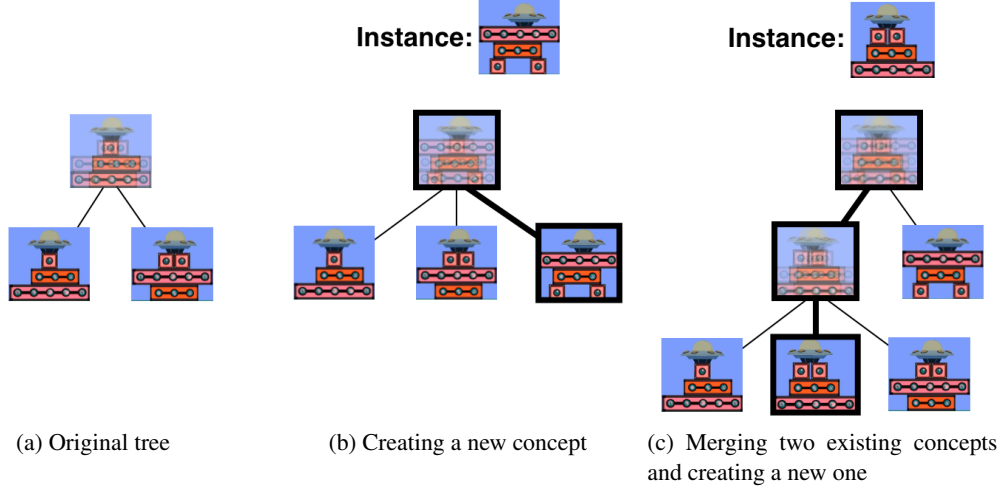 Instance:
Instance:
(a) Original tree
(b) Creating a new concept
(c) Merging two existing concepts
and creating a new one